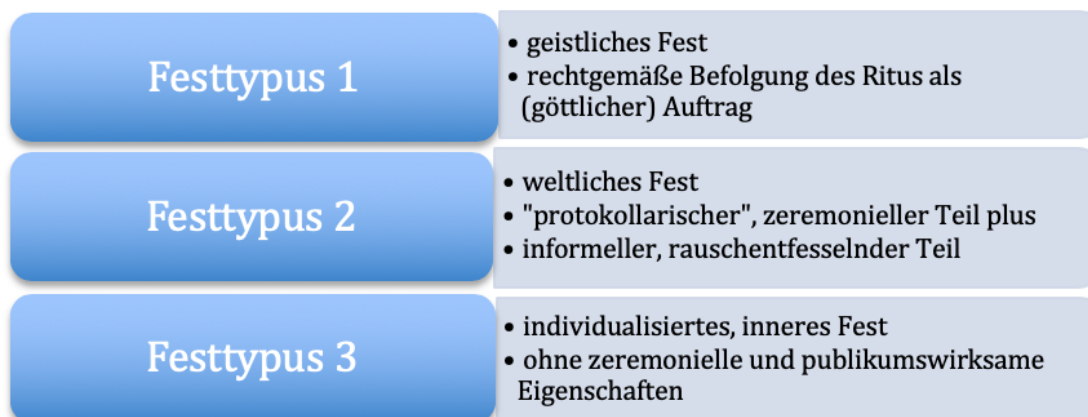 Festtypus 1
• geistliches Fest
• rechtgemäße Befolgung des Ritus als
(göttlicher) Auftrag
Festtypus 2
• weltliches Fest
• "protokollarischer", zeremonieller Teil plus
• informeller, rauschentfesselnder Teil
Festtypus 3
• individualisiertes, inneres Fest
• ohne zeremonielle und publikumswirksame
Eigenschaften